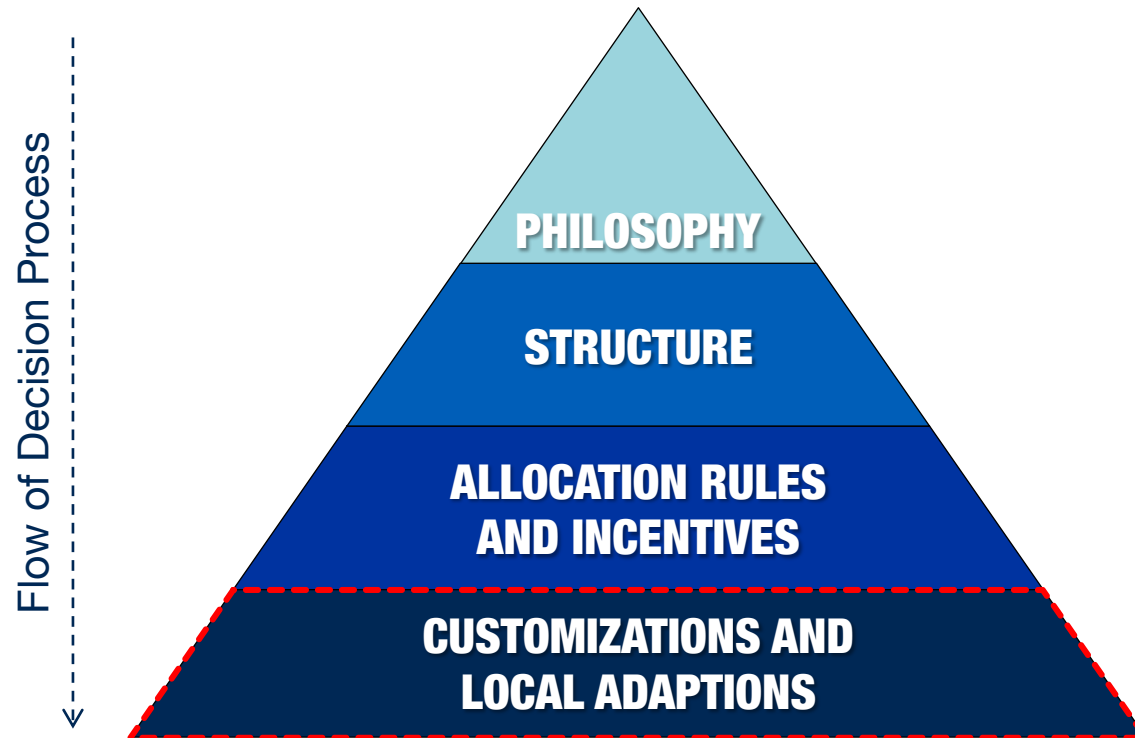 Flow of Decision Process
PHILOSOPHY
STRUCTURE
ALLOCATION RULES
AND INCENTIVES
CUSTOMIZATIONS AND
LOCAL ADAPTIONS